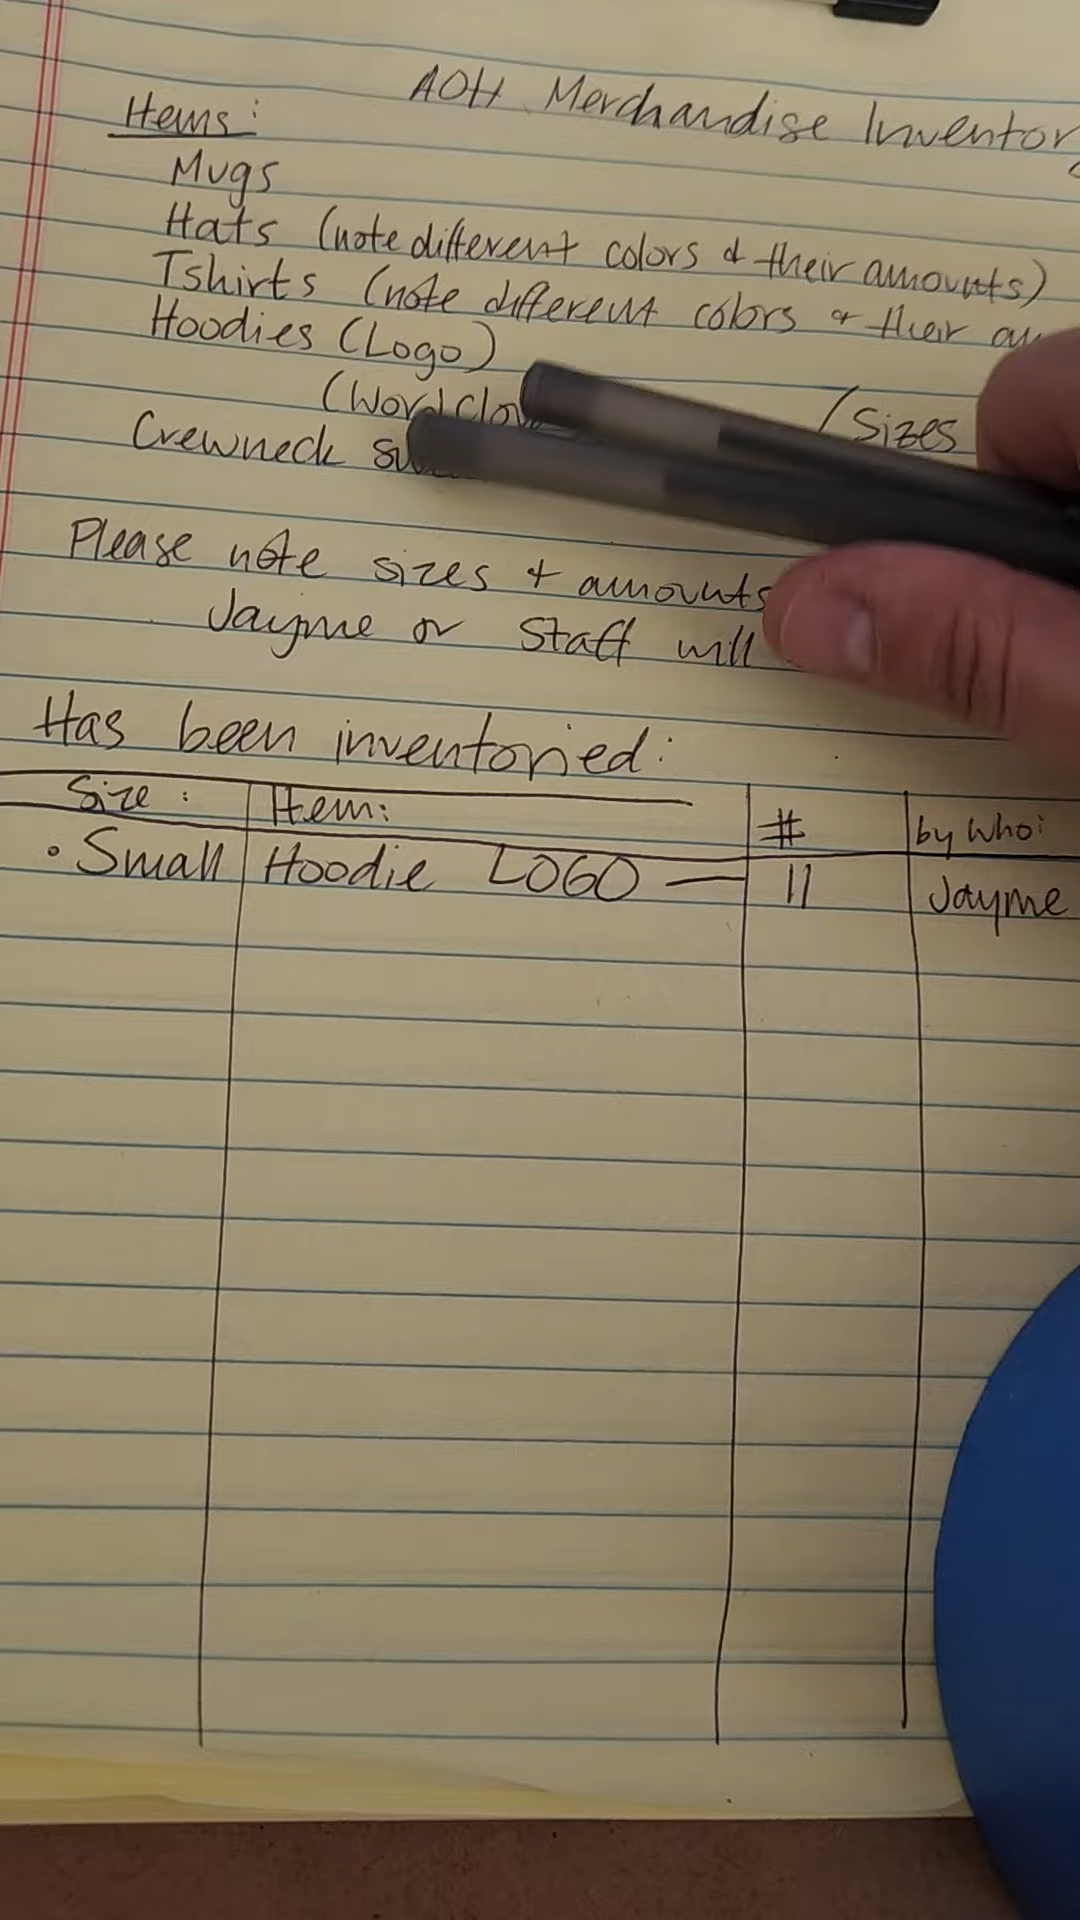 AOH Merchandise Inventory
Items:
Mugs
Hats (note different colors & their amounts)
Tshirts (note different colors & their
Hoodies (Logo)
(Word
/Sizes
Crewneck
Please note sizes + amounts
Jayme or Staff will
Has been inventoried:
Size: Item: # by Who:
• Small Hoodie LOGO — 11 Jayme